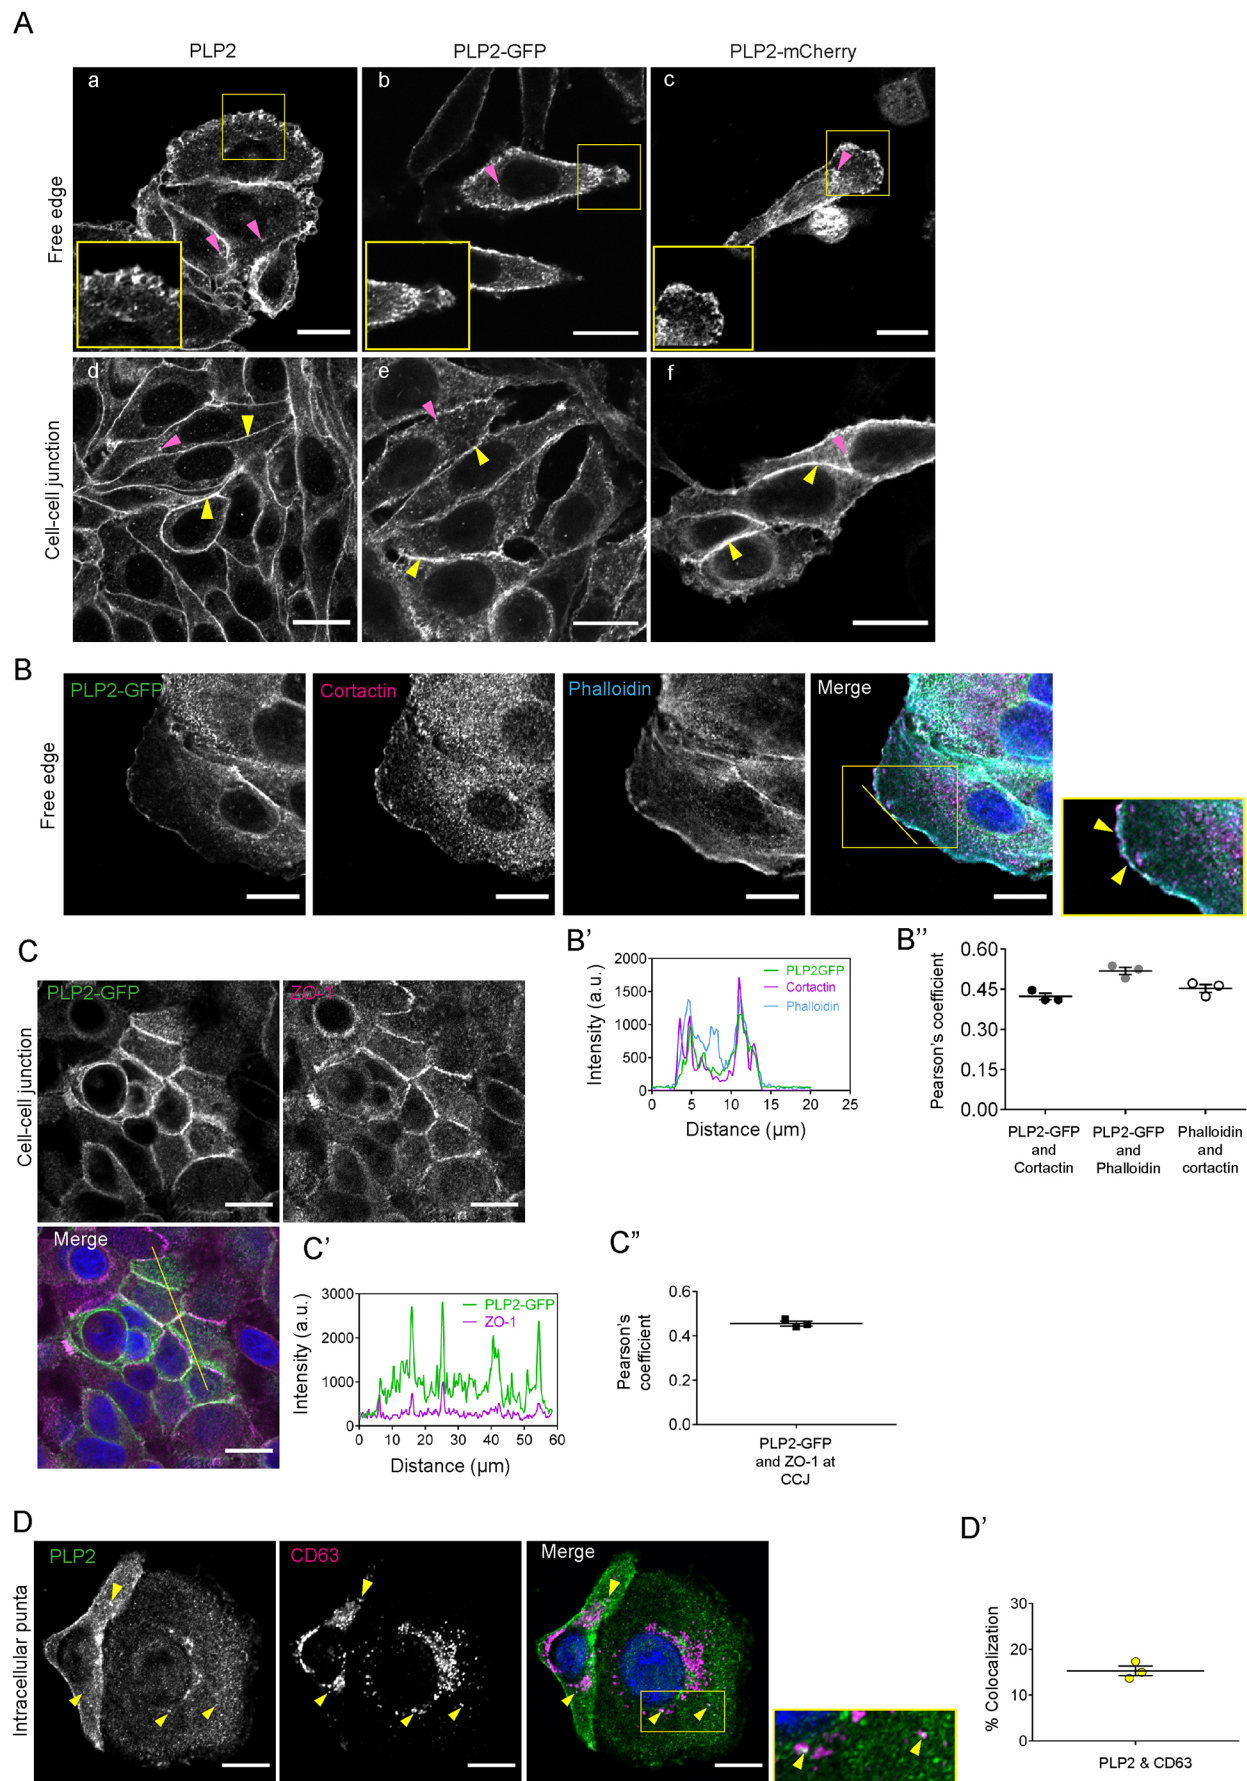 A
PLP2
PLP2-GFP
PLP2-mCherry
Free edge
a
b
c
Cell-cell junction
d
e
f
B
Free edge
PLP2-GFP
Cortactin
Phalloidin
Merge
C
Cell-cell junction
PLP2-GFP
ZO-1
Merge
B’
Intensity (a.u.)
2000
1500
1000
500
0
PLP2GFP
Cortactin
Phalloidin
0 5 10 15 20 25
Distance (µm)
B’’
Pearson’s coefficient
0.60
0.45
0.30
0.15
0.00
PLP2-GFP
and
Cortactin
PLP2-GFP
and
Phalloidin
Phalloidin
and
cortactin
C’
Intensity (a.u.)
3000
2000
1000
0
PLP2-GFP
ZO-1
0 10 20 30 40 50 60
Distance (µm)
C”
Pearson’s
coefficient
0.6
0.4
0.2
0.0
PLP2-GFP
and ZO-1 at
CCJ
D
Intracellular punta
PLP2
CD63
Merge
D’
% Colocalization
30
20
10
0
PLP2 & CD63